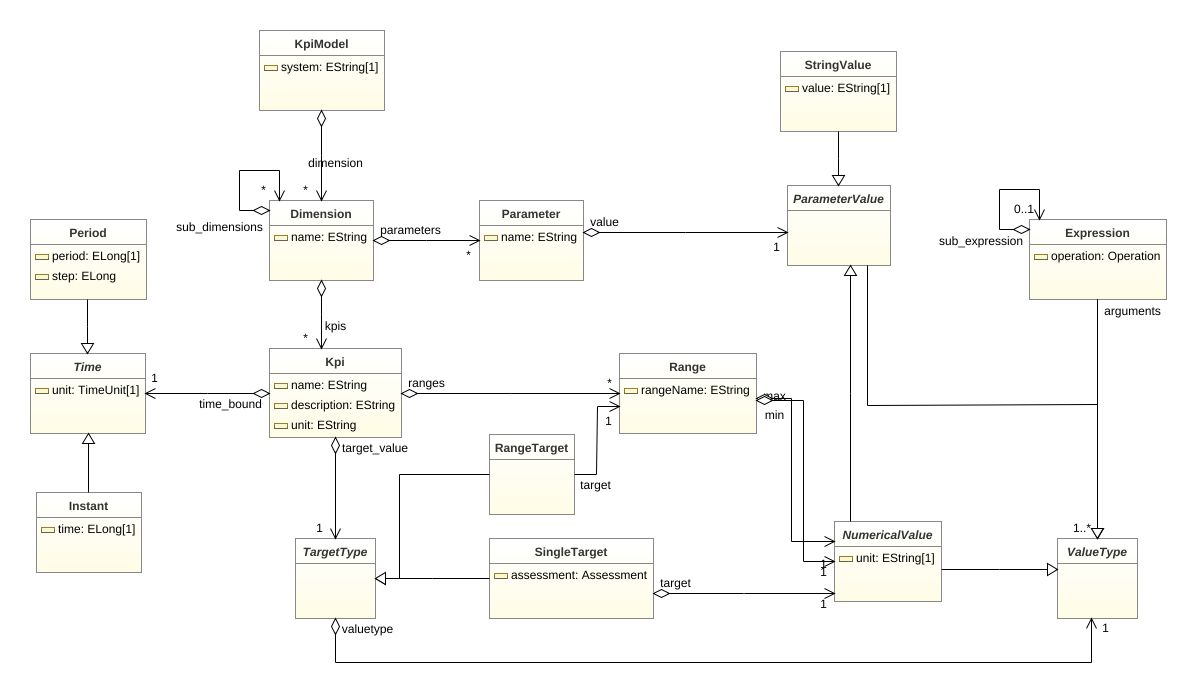 KpiModel
system: EString[1]
StringValue
value: EString[1]
dimension
*
*
sub_dimensions
Dimension
name: EString
parameters
*
Parameter
name: EString
value
1
ParameterValue
0..1
sub_expression
Expression
operation: Operation
arguments
Period
period: ELong[1]
step: ELong
kpis
*
Time
unit: TimeUnit[1]
1
time_bound
Kpi
name: EString
description: EString
unit: EString
ranges
*
1
Range
rangeName: EString
max
min
target_value
RangeTarget
target
Instant
time: ELong[1]
1
TargetType
SingleTarget
assessment: Assessment
target
1
1
1
NumericalValue
unit: EString[1]
1..*
ValueType
valuetype
1